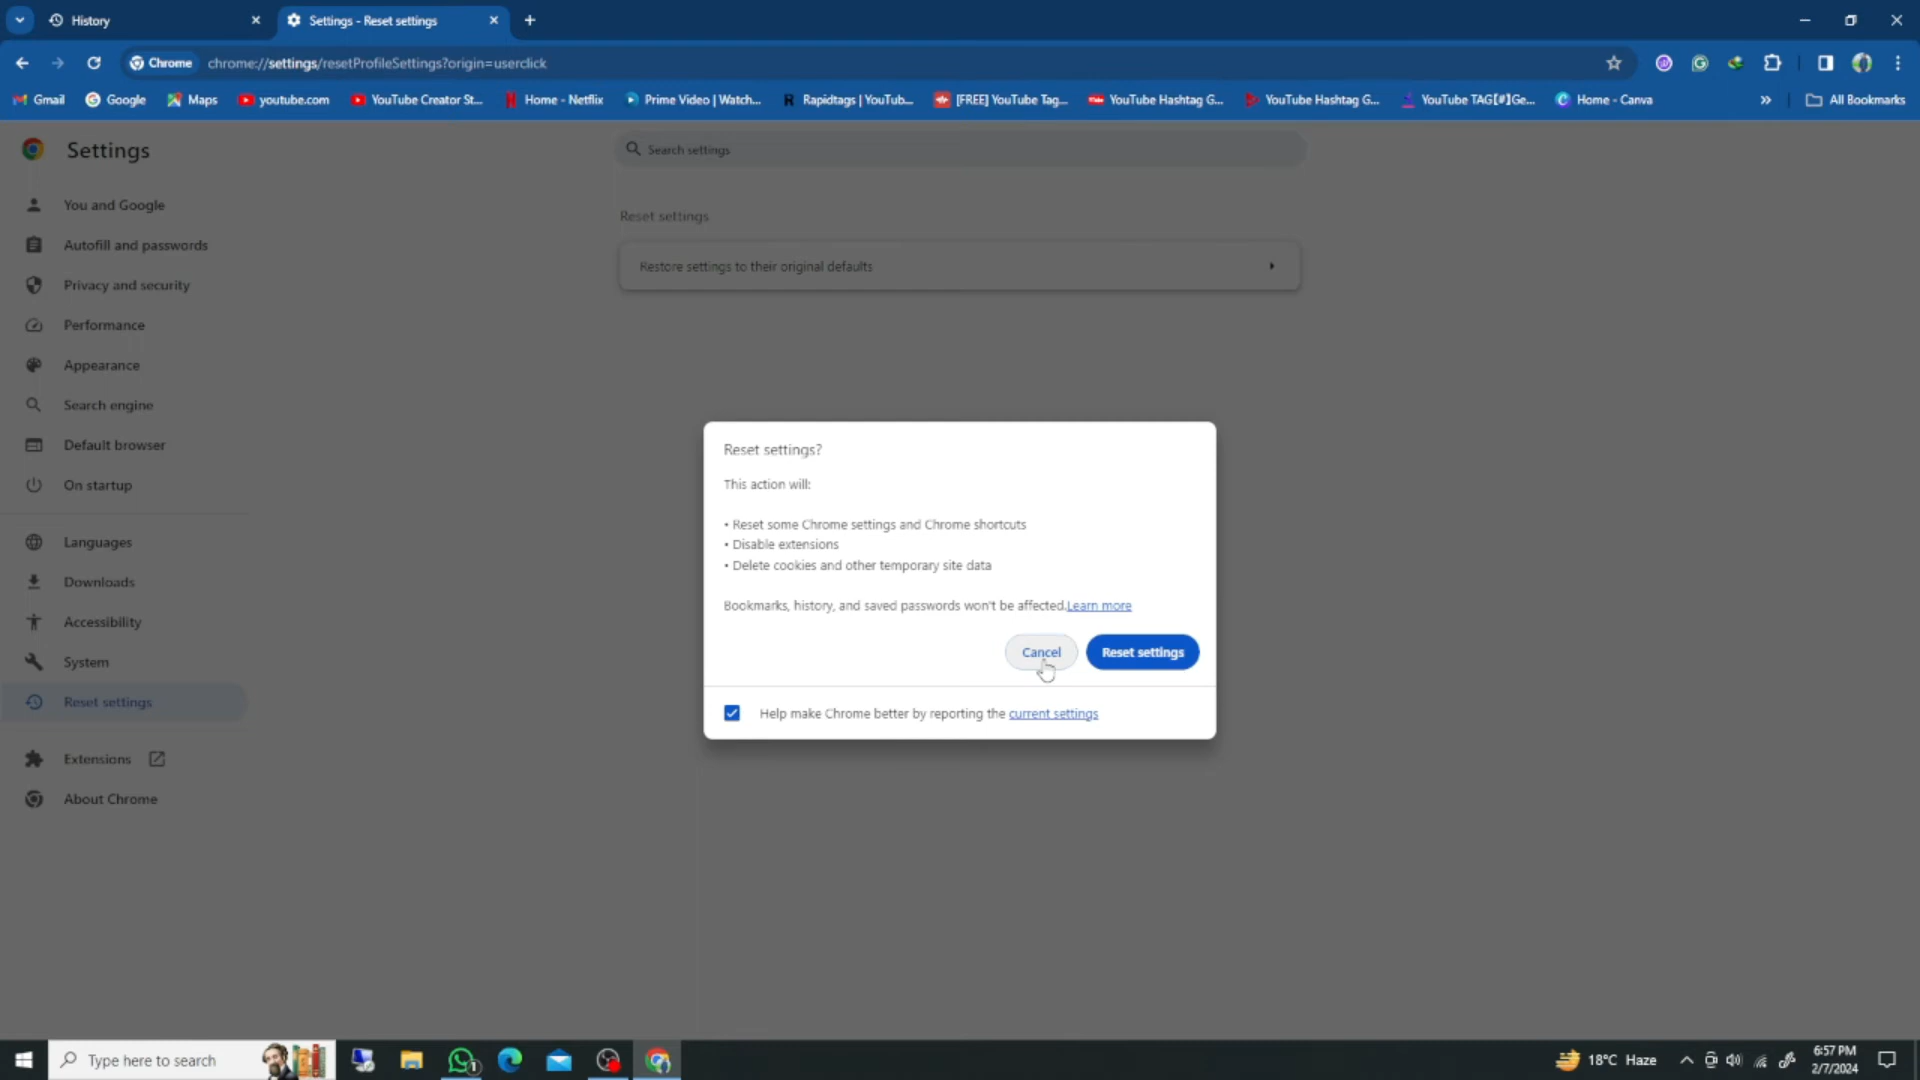 History
Settings - Reset settings
Chrome
chrome://settings/resetProfileSettings?origin=userclick
Gmail
Google
Maps
youtube.com
YouTube Creator St...
Home - Netflix
Prime Video | Watch...
Rapidtags | YouTub...
[FREE] YouTube Tag...
YouTube Hashtag G...
YouTube Hashtag G...
YouTube TAG【#】Ge...
Home - Canva
All Bookmarks
Settings
Search settings
You and Google
Autofill and passwords
Privacy and security
Performance
Appearance
Search engine
Default browser
On startup
Languages
Downloads
Accessibility
System
Reset settings
Extensions
About Chrome
Reset settings
Restore settings to their original defaults
Reset settings?
This action will:
• Reset some Chrome settings and Chrome shortcuts
• Disable extensions
• Delete cookies and other temporary site data
Bookmarks, history, and saved passwords won't be affected.Learn more
Cancel
Reset settings
Help make Chrome better by reporting the current settings
Type here to search
1
18°C Haze
6:57 PM
2/7/2024